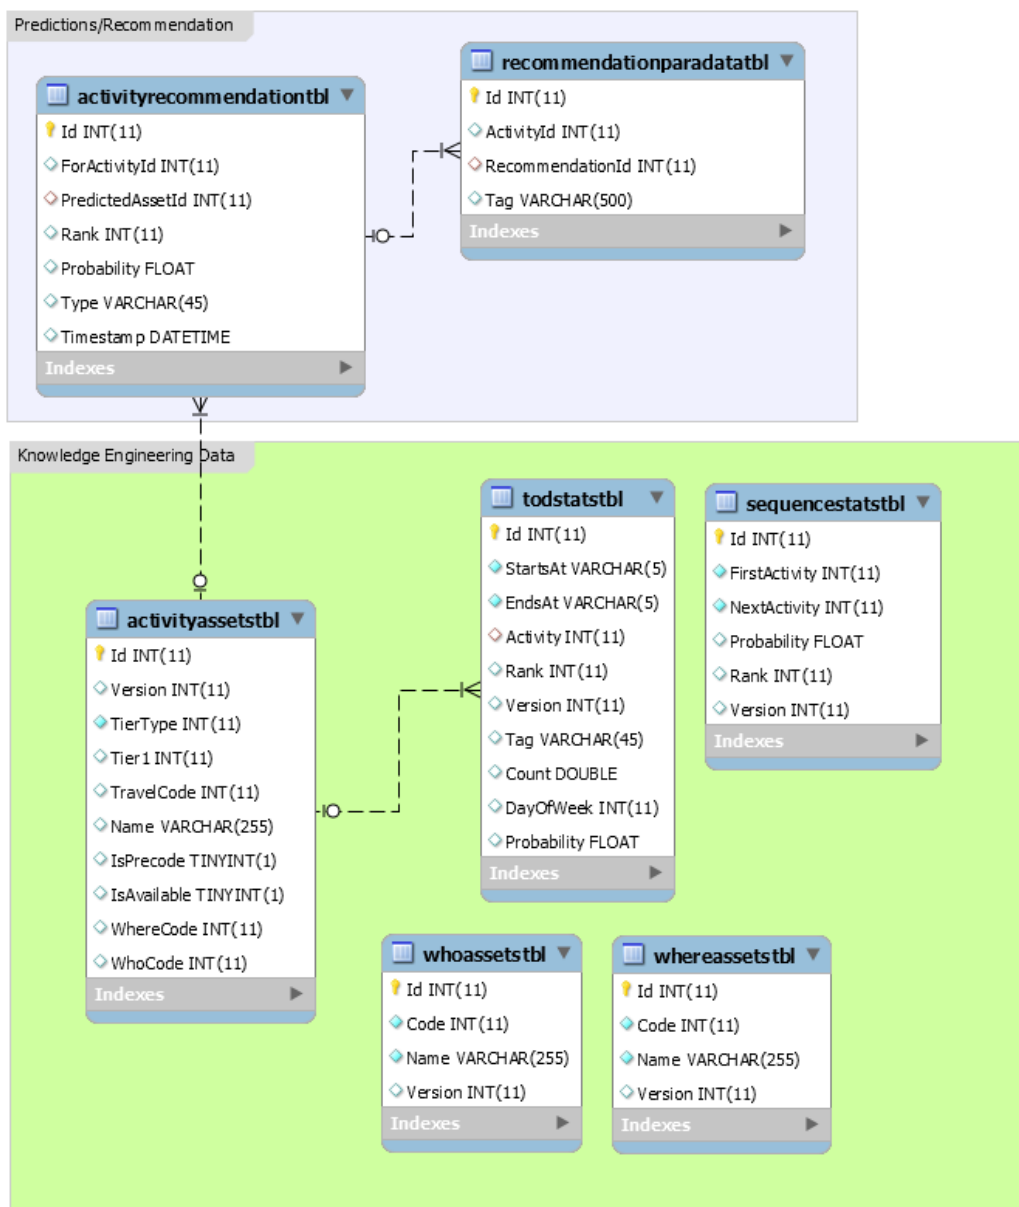 Predictions/Recommendation
activityrecommendationtbl
Id INT(11)
ForActivityId INT(11)
PredictedAssetId INT(11)
Rank INT(11)
Probability FLOAT
Type VARCHAR(45)
Timestamp DATETIME
Indexes
recommendationparadatatbl
Id INT(11)
ActivityId INT(11)
RecommendationId INT(11)
Tag VARCHAR(500)
Indexes
Knowledge Engineering Data
activityassetstbl
Id INT(11)
Version INT(11)
TierType INT(11)
Tier1 INT(11)
TravelCode INT(11)
Name VARCHAR(255)
IsPrecode TINYINT(1)
IsAvailable TINYINT(1)
WhereCode INT(11)
WhoCode INT(11)
Indexes
todstatstbl
Id INT(11)
StartsAt VARCHAR(5)
EndsAt VARCHAR(5)
Activity INT(11)
Rank INT(11)
Version INT(11)
Tag VARCHAR(45)
Count DOUBLE
DayOfWeek INT(11)
Probability FLOAT
Indexes
sequencestatstbl
Id INT(11)
FirstActivity INT(11)
NextActivity INT(11)
Probability FLOAT
Rank INT(11)
Version INT(11)
Indexes
whoassetstbl
Id INT(11)
Code INT(11)
Name VARCHAR(255)
Version INT(11)
Indexes
whereassetstbl
Id INT(11)
Code INT(11)
Name VARCHAR(255)
Version INT(11)
Indexes